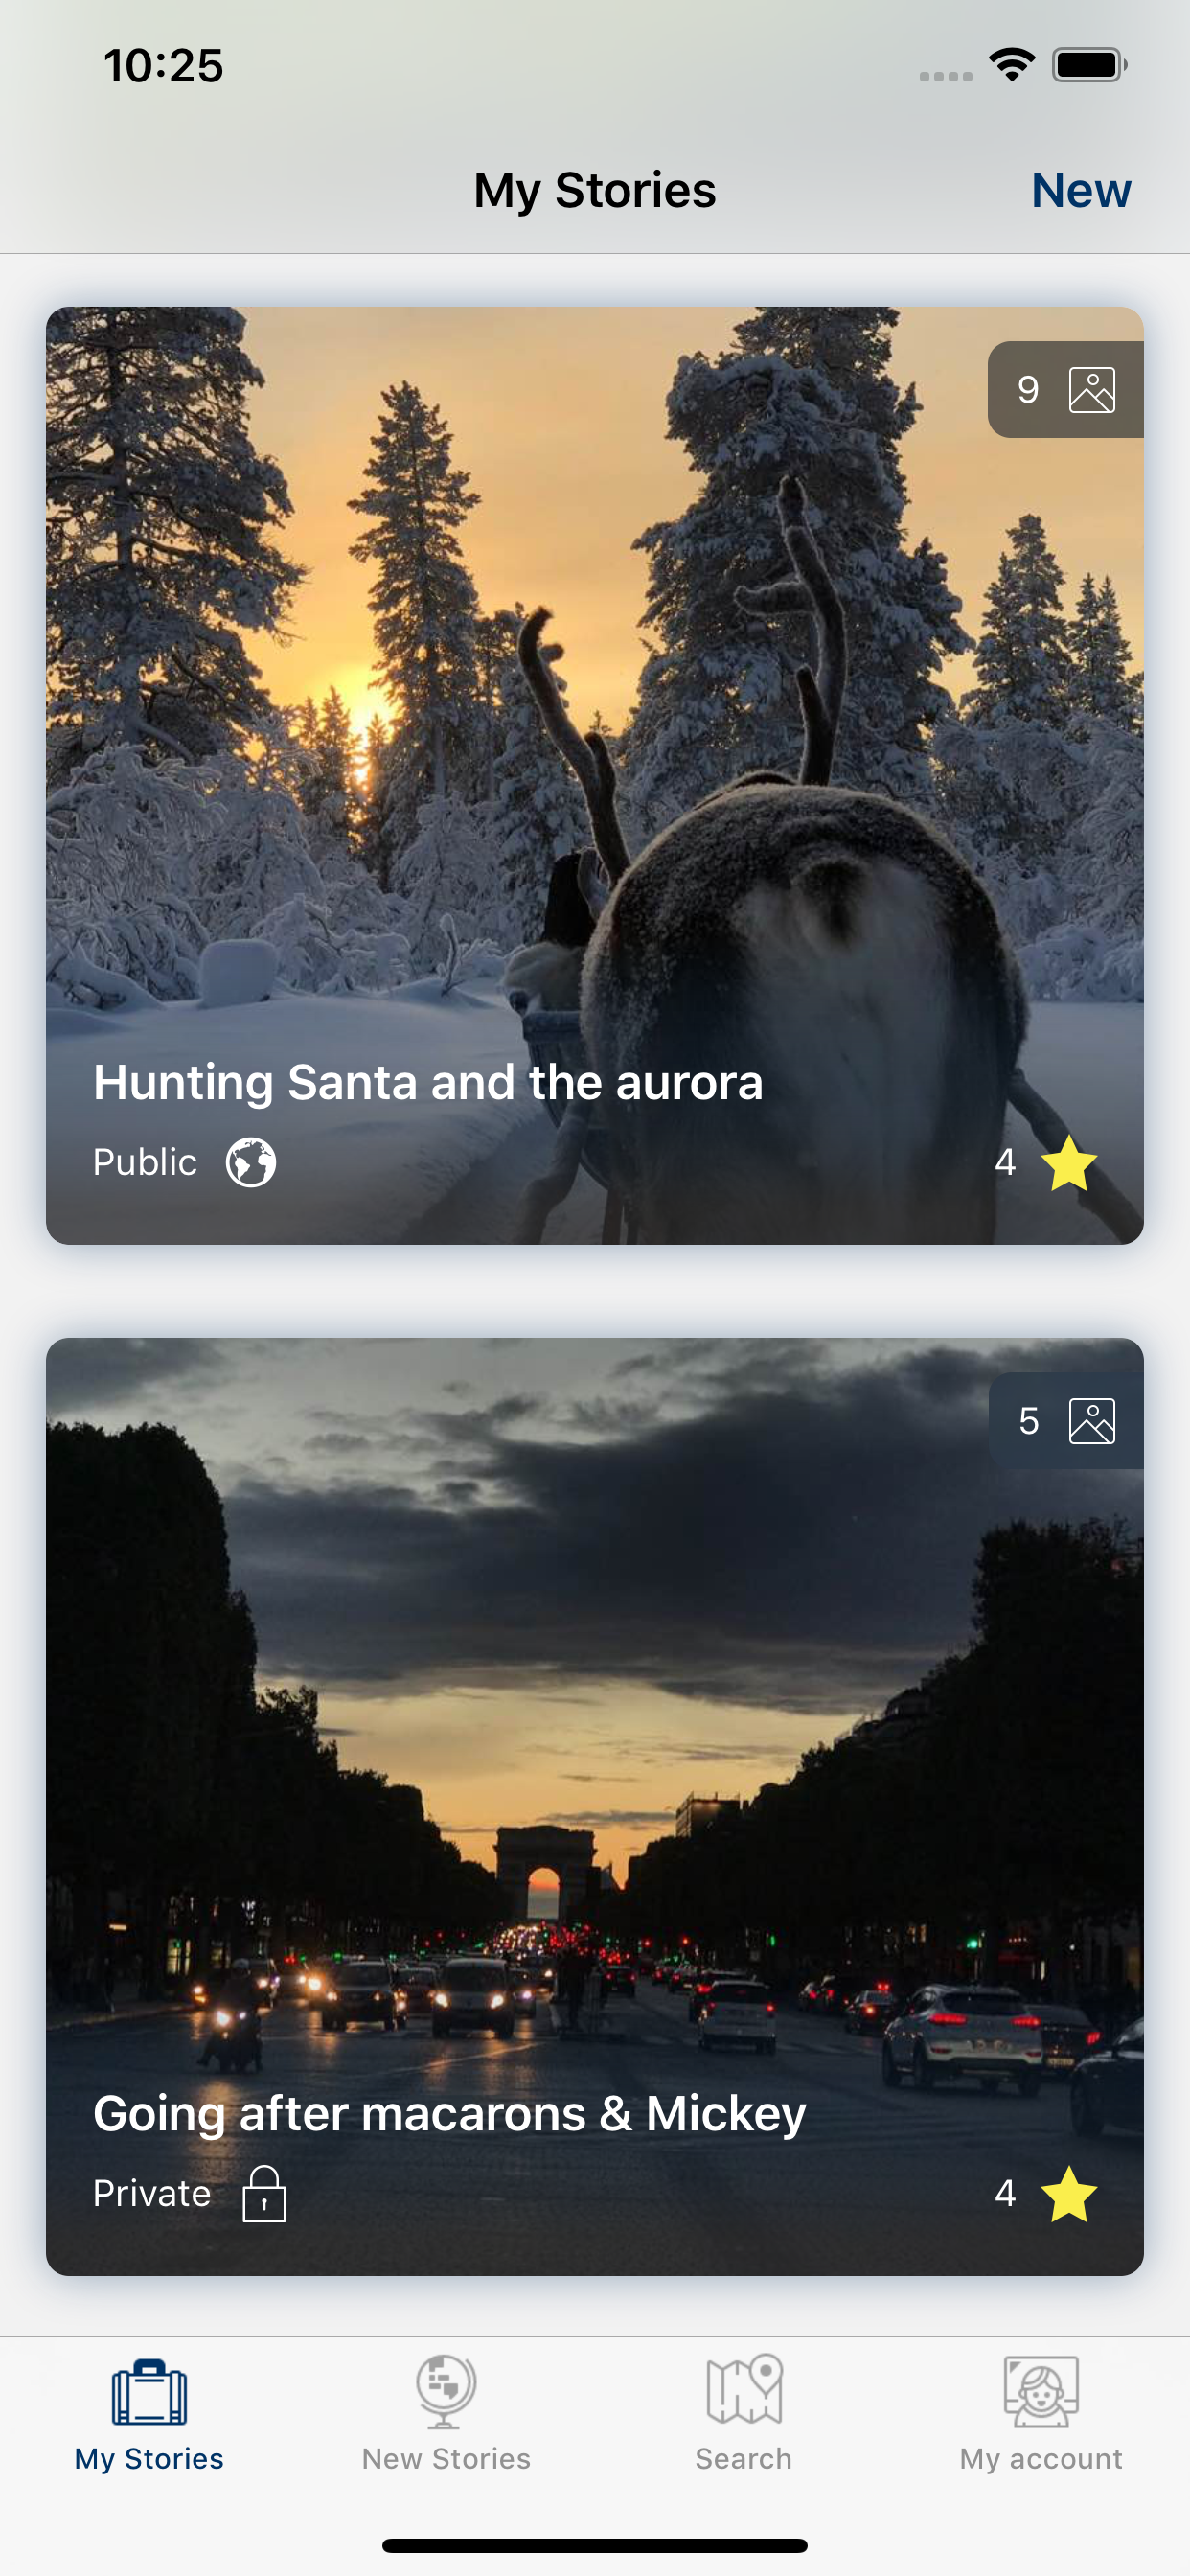 10:25
My Stories
New
9
Hunting Santa and the aurora
Public
4
5
Going after macarons & Mickey
Private
4
My Stories
New Stories
Search
My account